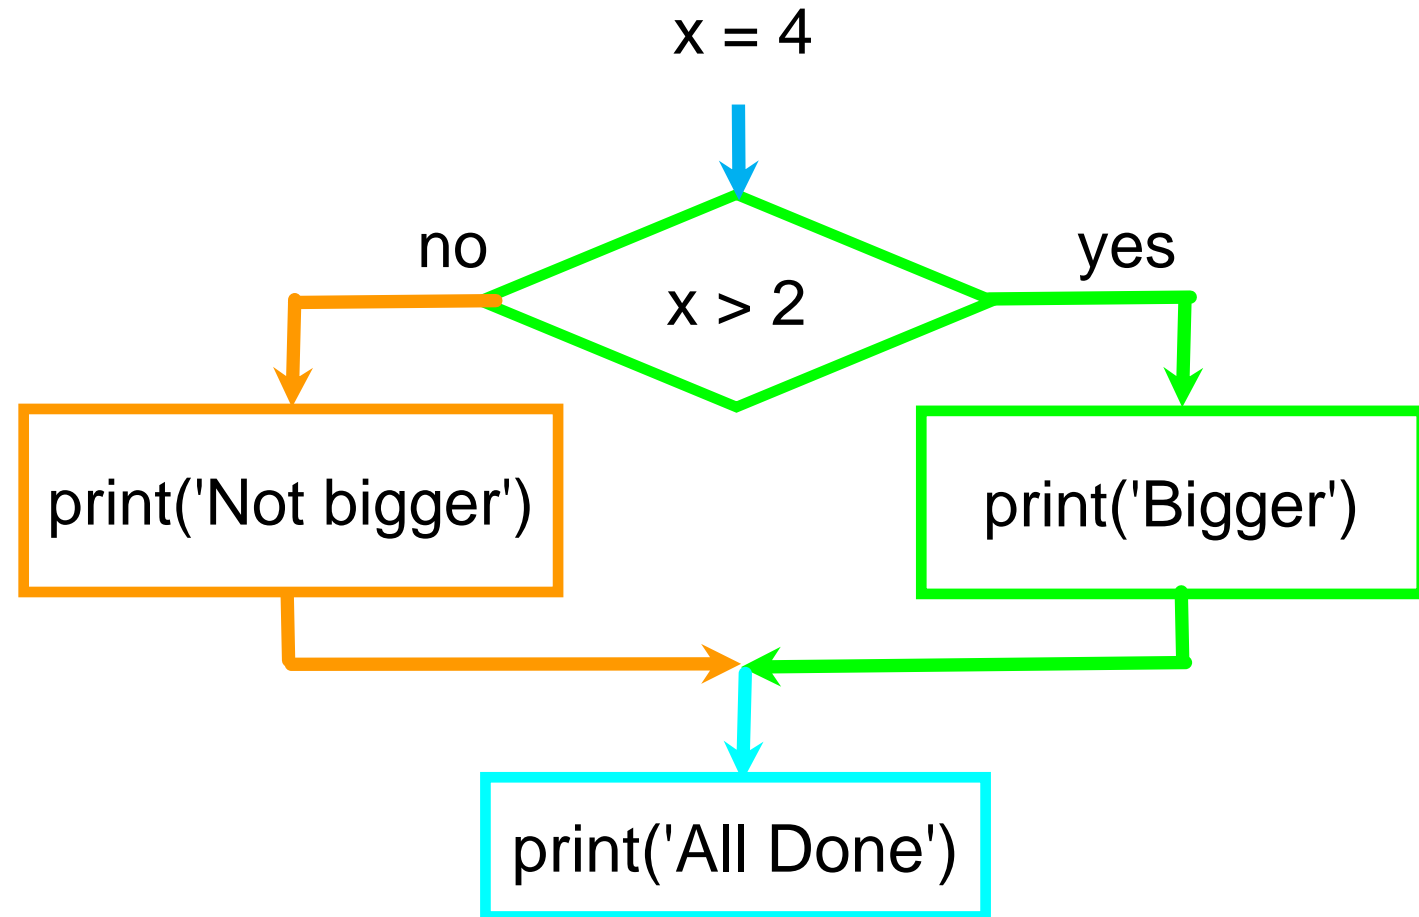 x = 4
no
yes
x > 2
print('Not bigger')
print('Bigger')
print('All Done')